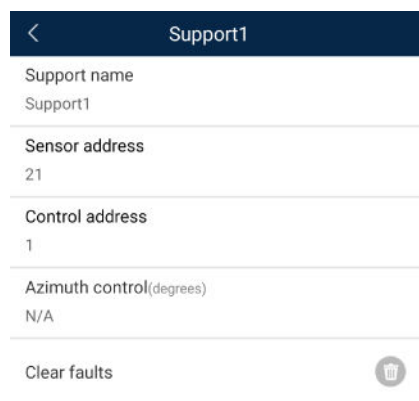 Support1
Support name
Support1
Sensor address
21
Control address
1
Azimuth control(degrees)
N/A
Clear faults